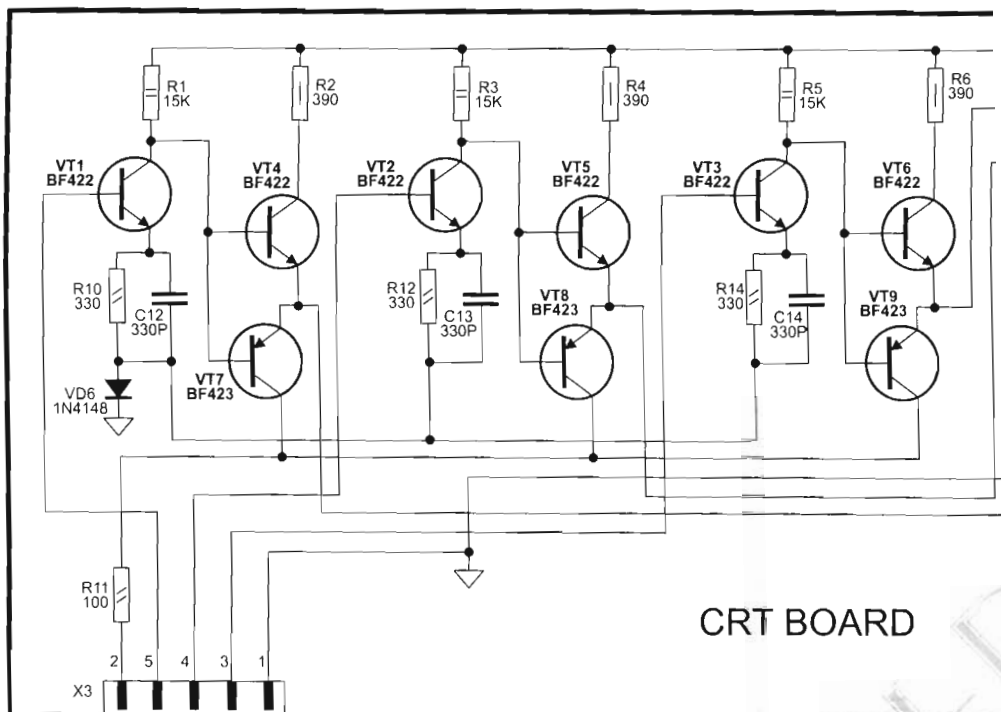 R1
15K
R2
390
R3
15K
R4
390
R5
15K
R6
390
VT1
BF422
VT4
BF422
VT2
BF422
VT5
BF422
VT3
BF422
VT6
BF422
R10
330
C12
330P
R12
330
C13
330P
VT8
BF423
R14
330
C14
330P
VT9
BF423
VT7
BF423
VD6
1N4148
R11
100
CRT BOARD
2 5 4 3 1
X3